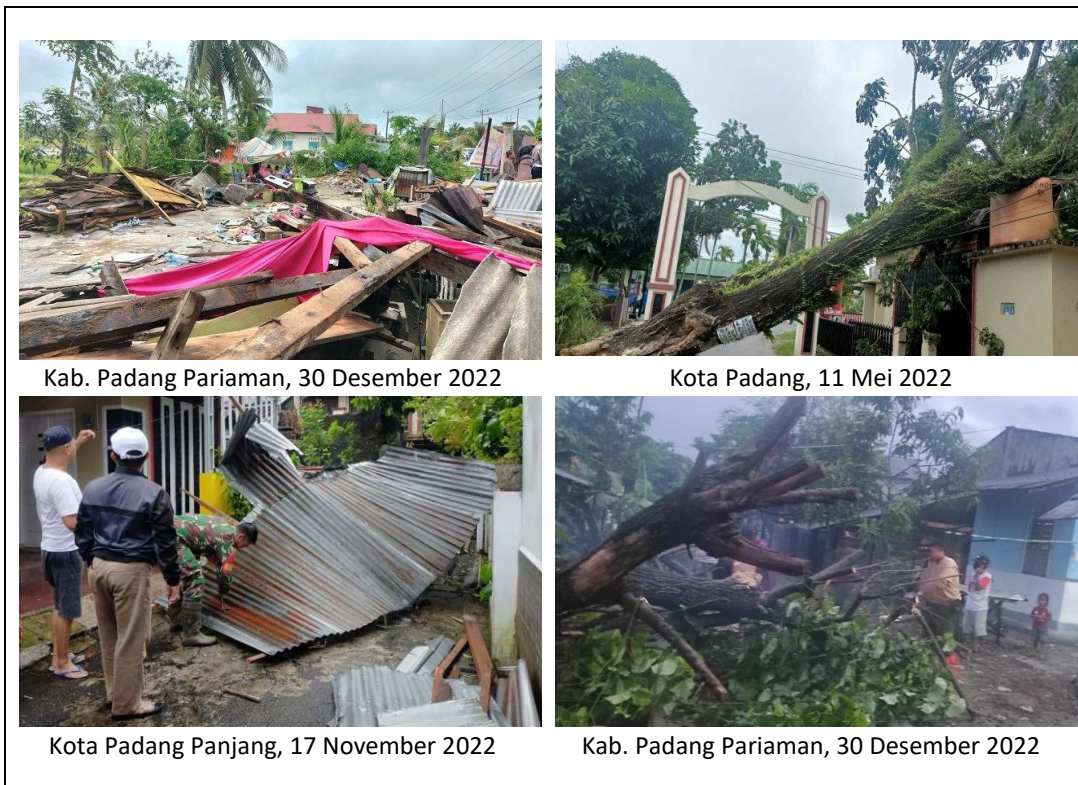 Kab. Padang Pariaman, 30 Desember 2022
Kota Padang, 11 Mei 2022
Kota Padang Panjang, 17 November 2022
Kab. Padang Pariaman, 30 Desember 2022